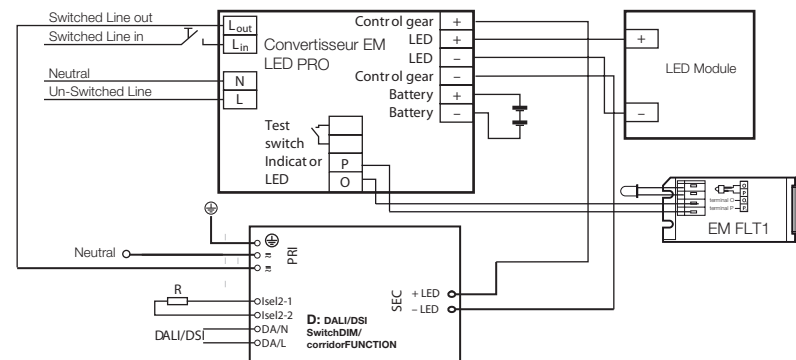 Switched Line out
Switched Line in
Neutral
Un-Switched Line
Lout
Lin
N
L
Convertisseur EM
LED PRO
Control gear
LED
LED
Control gear
Battery
Battery
+
+
–
–
+
–
Test
switch
Indicator
LED
P
O
+
LED Module
–
O
P
terminal O
O
terminal P
P
EM FLT1
Neutral
PRI
R
Isel2-1
Isel2-2
DALI/DSI
DA/N
DA/L
D: DALI/DSI
SwitchDIM/
corridorFUNCTION
SEC
+ LED
– LED